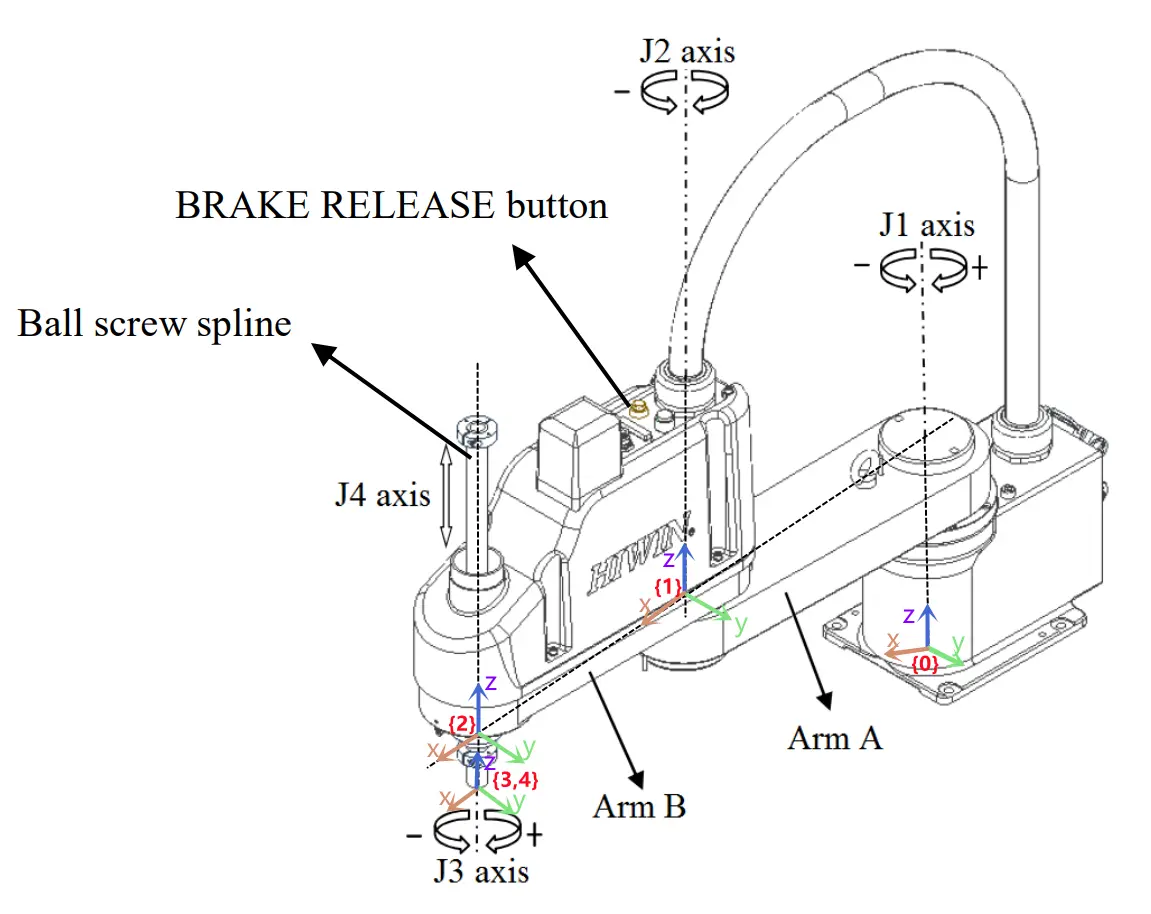 J2 axis
−
BRAKE RELEASE button
J1 axis
− +
Ball screw spline
J4 axis
HIWIN
z
{1}
x
y
z
x
y
{0}
z
{2}
x
y
z
{3,4}
x
y
Arm A
Arm B
− +
J3 axis